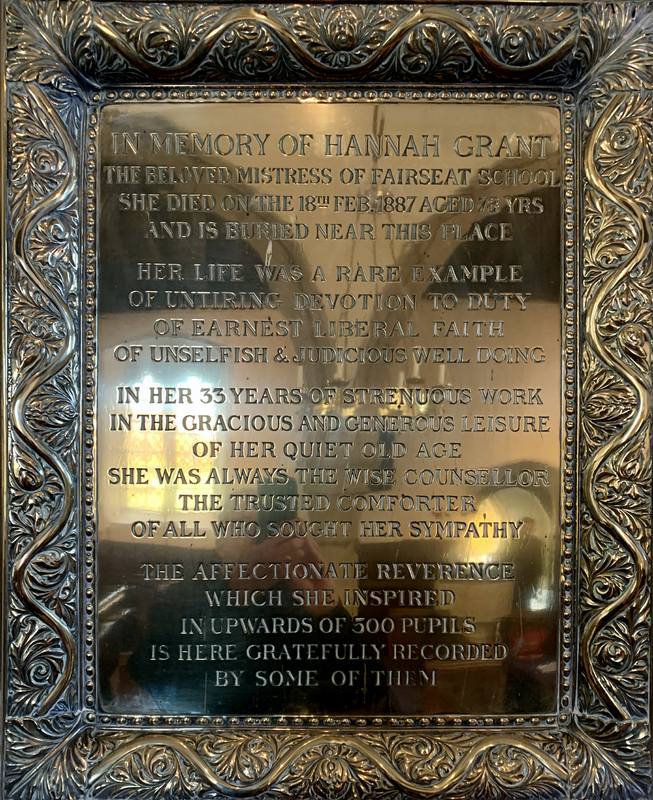 IN MEMORY OF HANNAH GRANT
THE BELOVED MISTRESS OF FAIRSEAT SCHOOL
SHE DIED ON THE 18TH FEB. 1887 AGED YRS
AND IS BURIED NEAR THIS PLACE
HER LIFE WAS A RARE EXAMPLE
OF UNTIRING DEVOTION TO DUTY
OF EARNEST LIBERAL FAITH
OF UNSELFISH & JUDICIOUS WELL DOING
IN HER 33 YEARS OF STRENUOUS WORK
IN THE GRACIOUS AND GENEROUS LEISURE
OF HER QUIET OLD AGE
SHE WAS ALWAYS THE WISE COUNSELLOR
THE TRUSTED COMFORTER
OF ALL WHO SOUGHT HER SYMPATHY
THE AFFECTIONATE REVERENCE
WHICH SHE INSPIRED
IN UPWARDS OF 300 PUPILS
IS HERE GRATEFULLY RECORDED
BY SOME OF THEM